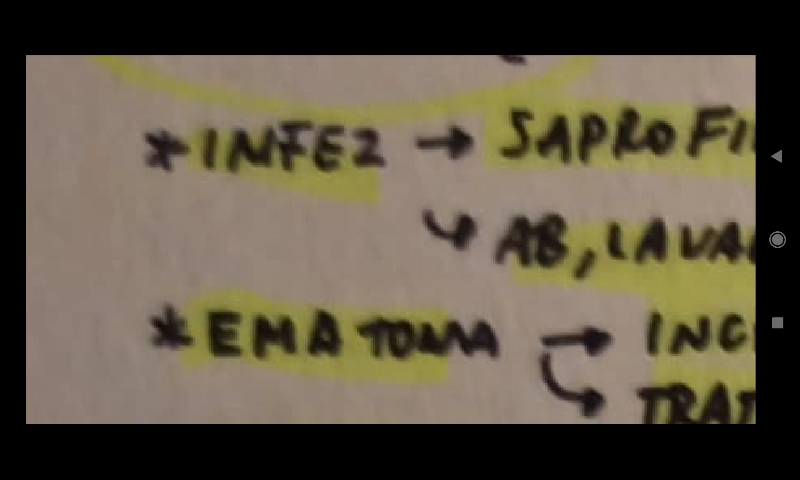 *INFEZ → SAPROFI
↳ AB, LAVA
*EMATOMA → INC
↳ TRAT